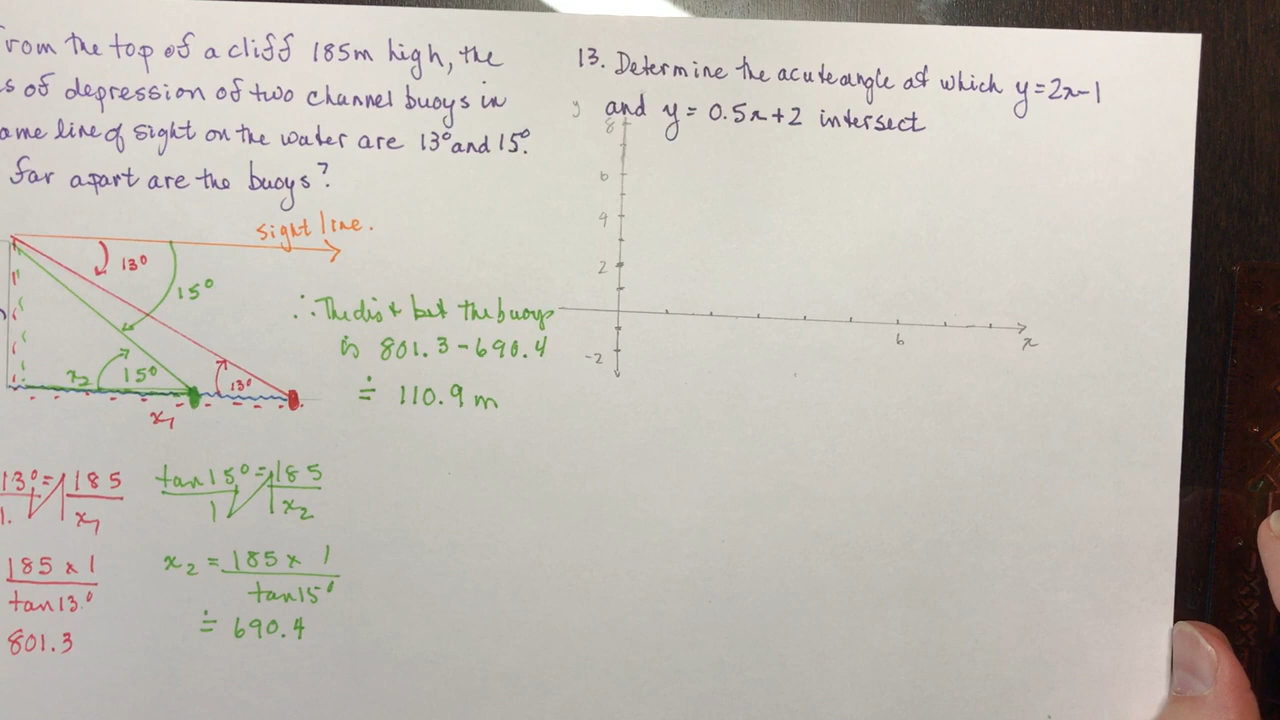 From the top of a cliff 185m high, the
s of depression of two channel buoys in
ame line of sight on the water are 13° and 15°.
far apart are the buoys?
sight line.
13°
15°
x₂
15°
13°
x₁
∴ The dist bet the buoys
is 801.3 - 690.4
≐ 110.9 m
13° = 185
1. x₁
185 x 1
tan 13°
801.3
tan 15° = 185
1 x₂
x₂ = 185 x 1
tan 15°
≐ 690.4
13. Determine the acute angle at which y = 2x - 1
and y = 0.5x + 2 intersect
y
8
6
4
2
-2
6
x